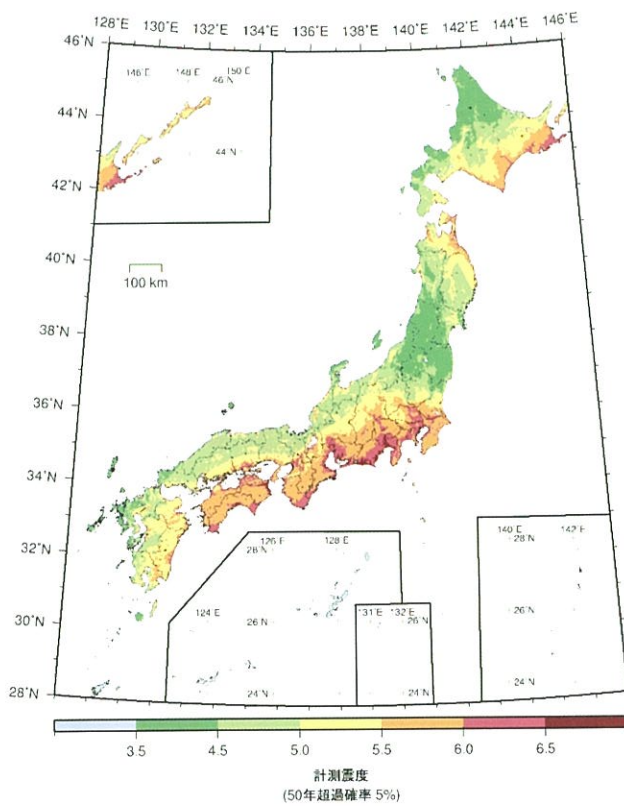 128°E 130°E 132°E 134°E 136°E 138°E 140°E 142°E 144°E 146°E
46°N
146°E 148°E 150°E
46°N
44°N
44°N
42°N
40°N
100 km
38°N
36°N
34°N
32°N
126°E 128°E
28°N
140°E 142°E
28°N
30°N
124°E
26°N
131°E 132°E
26°N
26°N
28°N
24°N
24°N
24°N
3.5 4.5 5.0 5.5 6.0 6.5
計測震度
(50年超過確率 5%)